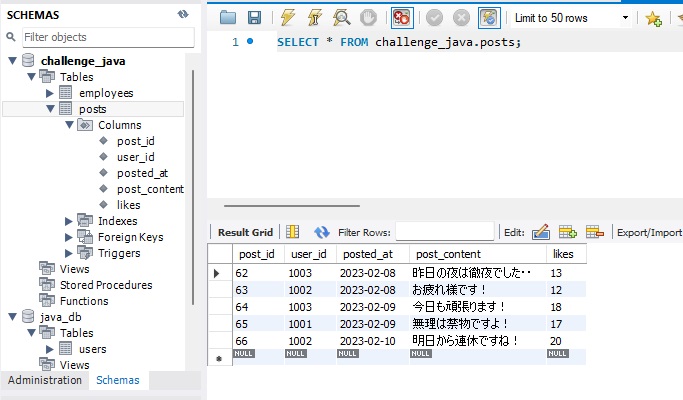 SCHEMAS
Filter objects
challenge_java
Tables
employees
posts
Columns
post_id
user_id
posted_at
post_content
likes
Indexes
Foreign Keys
Triggers
Views
Stored Procedures
Functions
java_db
Tables
users
Views
Administration Schemas
Limit to 50 rows
1 SELECT * FROM challenge_java.posts;
Result Grid Filter Rows: Edit: Export/Import
post_id user_id posted_at post_content likes
62 1003 2023-02-08 昨日の夜は徹夜でした・・ 13
63 1002 2023-02-08 お疲れ様です！ 12
64 1003 2023-02-09 今日も頑張ります！ 18
65 1001 2023-02-09 無理は禁物ですよ！ 17
66 1002 2023-02-10 明日から連休ですね！ 20
NULL NULL NULL NULL NULL